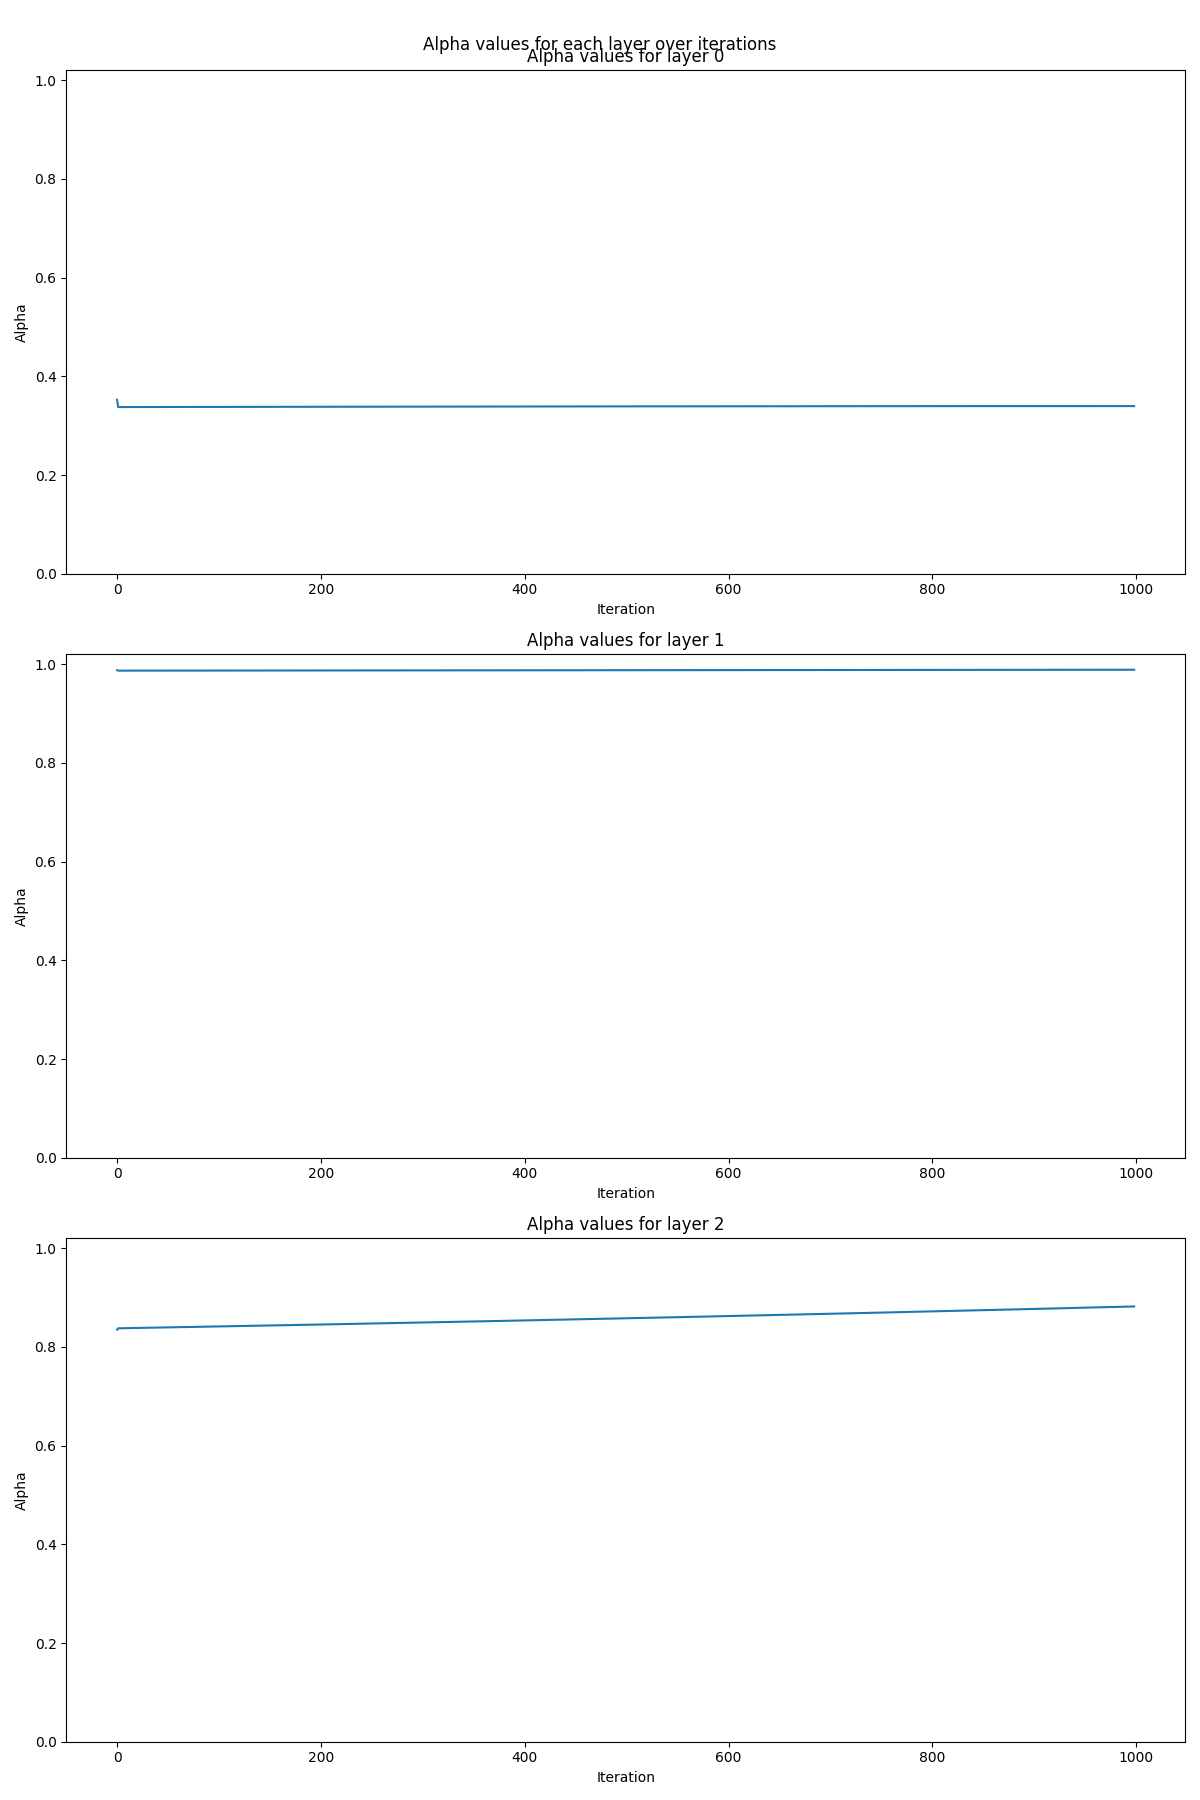 Alpha values for each layer over iterations
Alpha values for layer 0
1.0
0.8
0.6
0.4
0.2
0.0
Alpha
0 200 400 600 800 1000
Iteration
Alpha values for layer 1
1.0
0.8
0.6
0.4
0.2
0.0
Alpha
0 200 400 600 800 1000
Iteration
Alpha values for layer 2
1.0
0.8
0.6
0.4
0.2
0.0
Alpha
0 200 400 600 800 1000
Iteration